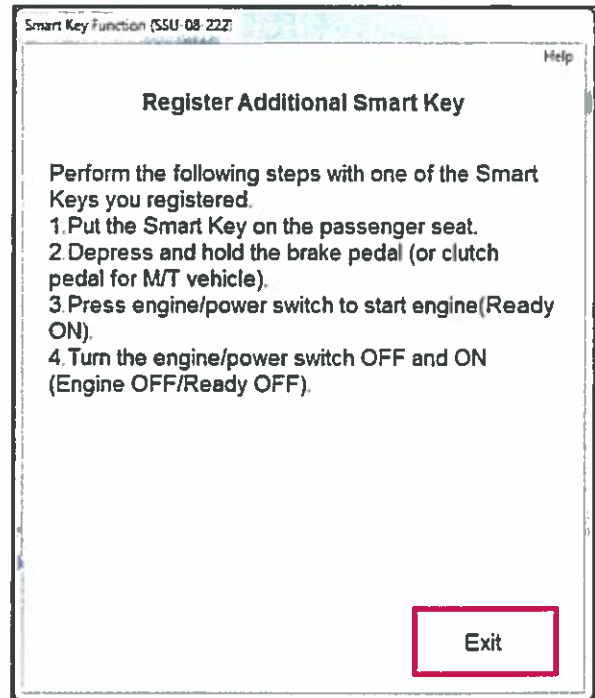 Smart Key Function (SSU-08-222)
Help
Register Additional Smart Key
Perform the following steps with one of the Smart
Keys you registered.
1.Put the Smart Key on the passenger seat.
2.Depress and hold the brake pedal (or clutch
pedal for M/T vehicle).
3.Press engine/power switch to start engine(Ready
ON).
4.Turn the engine/power switch OFF and ON
(Engine OFF/Ready OFF).
Exit